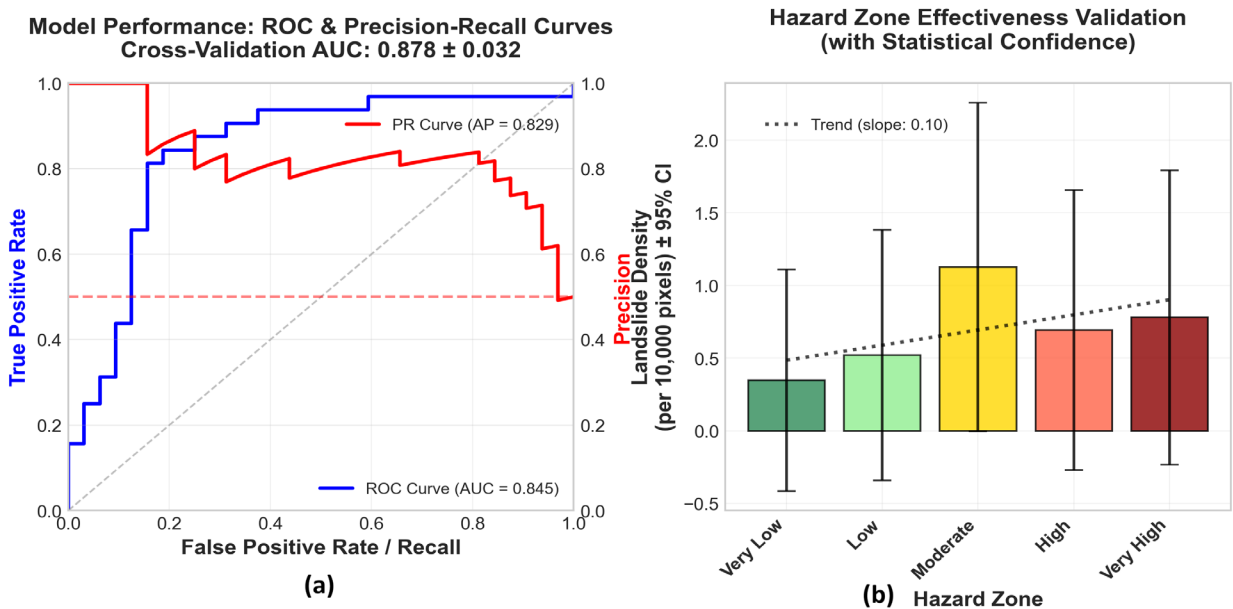 Model Performance: ROC & Precision-Recall Curves
Cross-Validation AUC: 0.878 ± 0.032
True Positive Rate
1.0
0.8
0.6
0.4
0.2
0.0
PR Curve (AP = 0.829)
ROC Curve (AUC = 0.845)
1.0
0.8
0.6
0.4
0.2
0.0
Precision
0.0 0.2 0.4 0.6 0.8 1.0
False Positive Rate / Recall
(a)
Hazard Zone Effectiveness Validation
(with Statistical Confidence)
Landslide Density
(per 10,000 pixels) ± 95% CI
2.0
1.5
1.0
0.5
0.0
−0.5
Trend (slope: 0.10)
Very Low
Low
Moderate
High
Very High
(b)
Hazard Zone